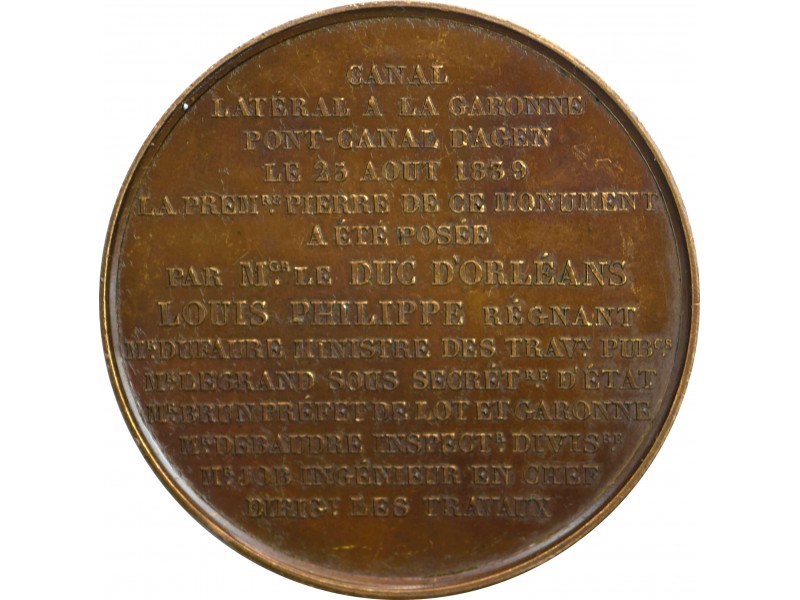 CANAL
LATÉRAL A LA GARONNE
PONT-CANAL D'AGEN
LE 25 AOUT 1839
LA PREM.RE PIERRE DE CE MONUMENT
A ÉTÉ POSÉE
PAR M.GR LE DUC D'ORLÉANS
LOUIS PHILIPPE RÉGNANT
M.R DUFAURE MINISTRE DES TRAV.X PUB.CS
M.R LEGRAND SOUS SECRÉT.RE D'ÉTAT
M.R BRUN PRÉFET DE LOT ET GARONNE
M.R DEBAUDRE INSPECT.R DIVIS.RE
M.R JOB INGÉNIEUR EN CHEF
DIRIG.T LES TRAVAUX